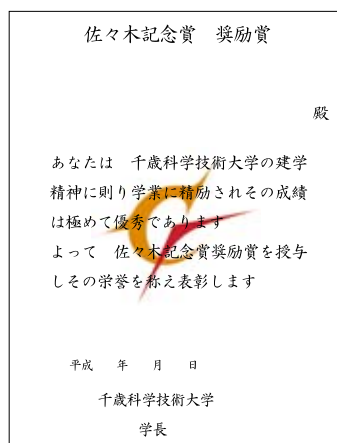 佐々木記念賞　奨励賞
殿
あなたは　千歳科学技術大学の建学
精神に則り学業に精励されその成績
は極めて優秀であります
よって　佐々木記念賞奨励賞を授与
しその栄誉を称え表彰します
平成　　年　　月　　日
千歳科学技術大学
学長